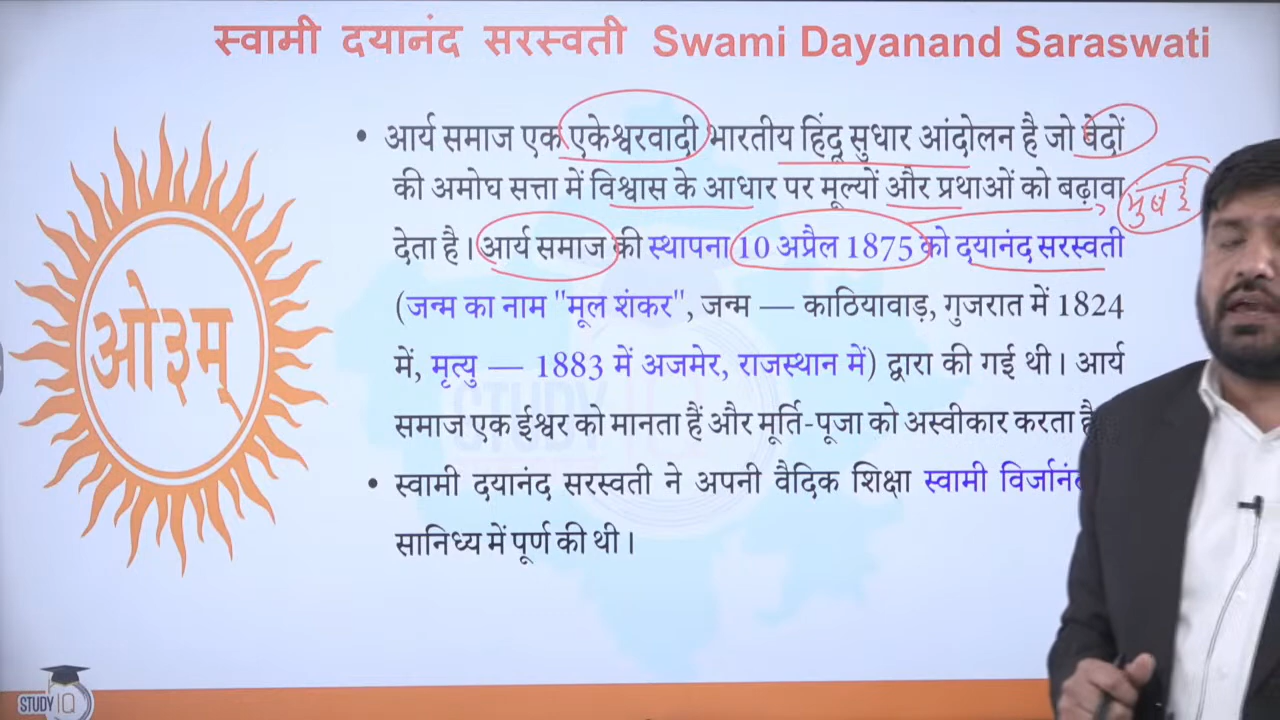 स्वामी दयानंद सरस्वती Swami Dayanand Saraswati
• आर्य समाज एक एकेश्वरवादी भारतीय हिंदू सुधार आंदोलन है जो वेदों
की अमोघ सत्ता में विश्वास के आधार पर मूल्यों और प्रथाओं को बढ़ावा
मुंबई
देता है। आर्य समाज की स्थापना 10 अप्रैल 1875 को दयानंद सरस्वती
(जन्म का नाम "मूल शंकर", जन्म — काठियावाड़, गुजरात में 1824
में, मृत्यु — 1883 में अजमेर, राजस्थान में) द्वारा की गई थी। आर्य
समाज एक ईश्वर को मानता हैं और मूर्ति-पूजा को अस्वीकार करता
• स्वामी दयानंद सरस्वती ने अपनी वैदिक शिक्षा स्वामी
सानिध्य में पूर्ण की थी।
ओ३म्
STUDY IQ
STUDY IQ